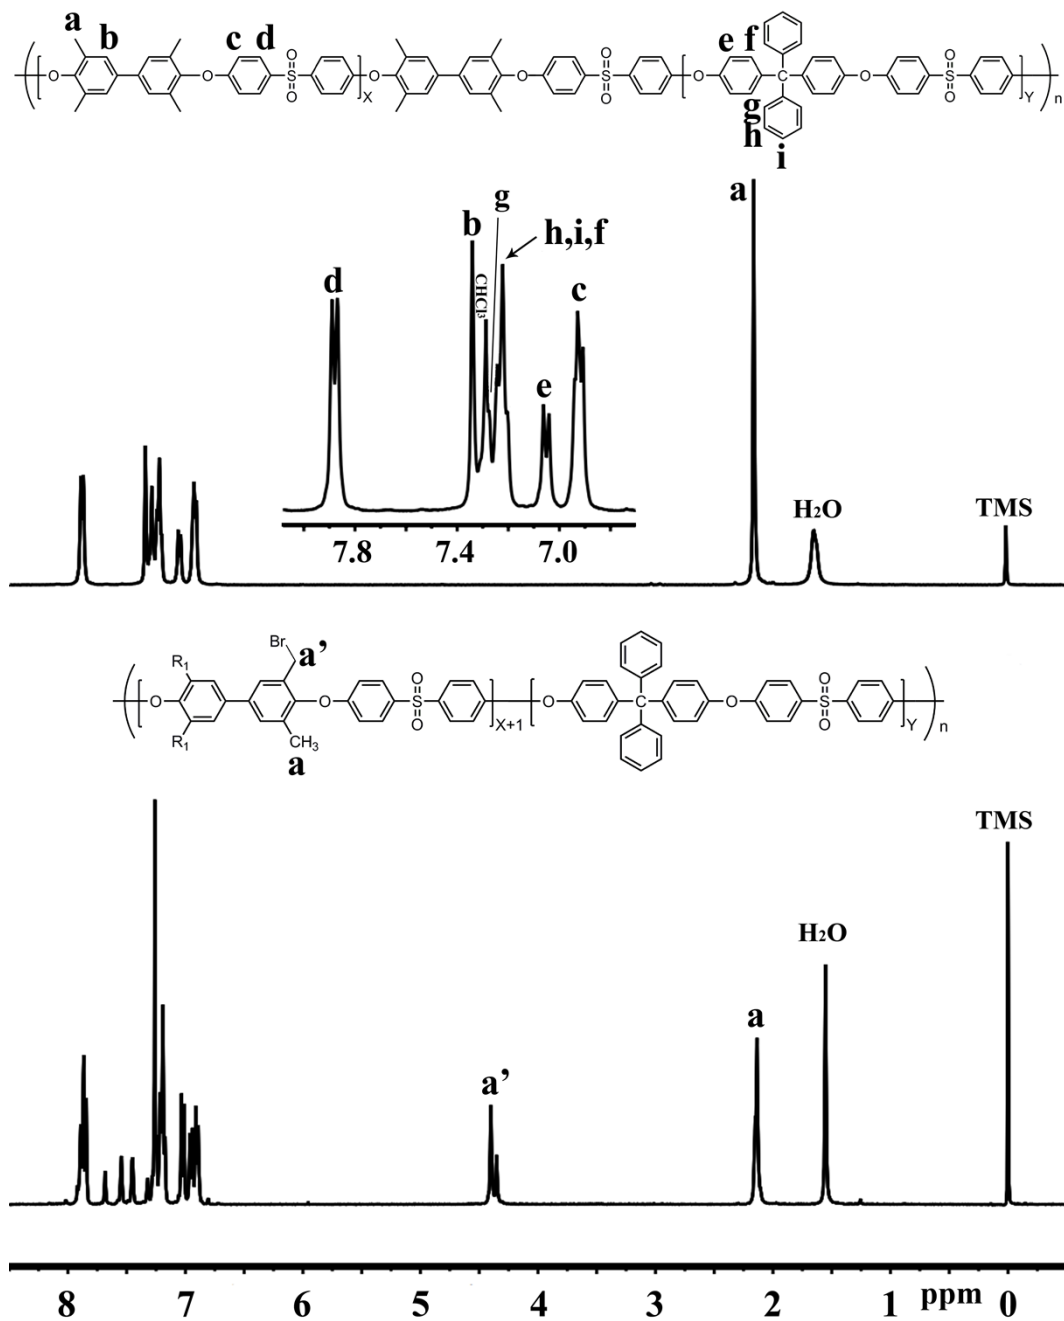 a b c d e f
O O O S O O X O O O S O O O C O O S O O Y n
g
h
i
a
g
b h,i,f
d CHCl3 c
e
H2O TMS
7.8 7.4 7.0
Br
R1 a’
O O O S O O X+1 O C O O S O O Y n
R1 CH3
a
TMS
H2O
a
a’
8 7 6 5 4 3 2 1 ppm 0